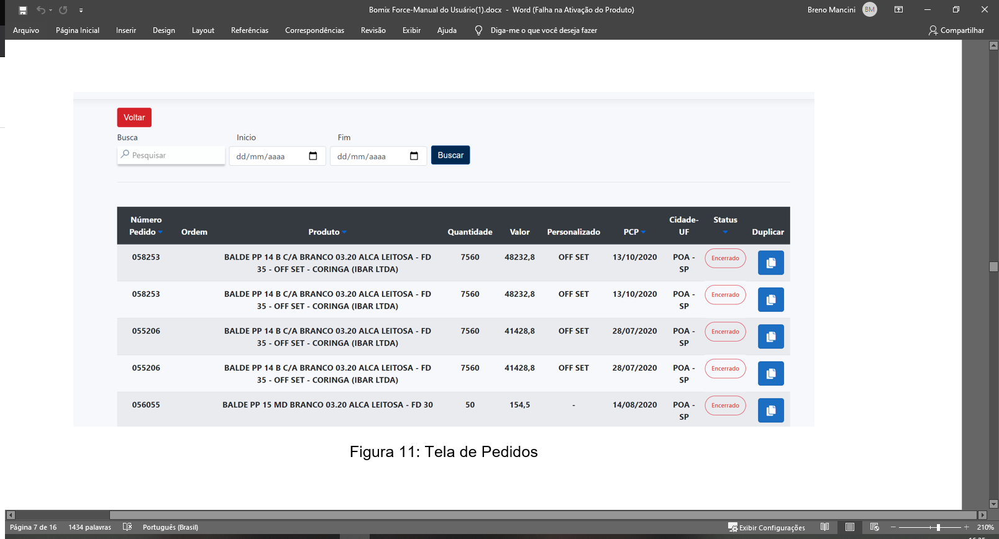 Bomix Force-Manual do Usuário(1).docx - Word (Falha na Ativação do Produto)
Breno Mancini BM
Arquivo Página Inicial Inserir Design Layout Referências Correspondências Revisão Exibir Ajuda Diga-me o que você deseja fazer Compartilhar
Voltar
Busca Inicio Fim
Pesquisar dd/mm/aaaa dd/mm/aaaa Buscar
Número Pedido Ordem Produto Quantidade Valor Personalizado PCP Cidade-UF Status Duplicar
058253 BALDE PP 14 B C/A BRANCO 03.20 ALCA LEITOSA - FD 7560 48232,8 OFF SET 13/10/2020 POA - Encerrado
35 - OFF SET - CORINGA (IBAR LTDA) SP
058253 BALDE PP 14 B C/A BRANCO 03.20 ALCA LEITOSA - FD 7560 48232,8 OFF SET 13/10/2020 POA - Encerrado
35 - OFF SET - CORINGA (IBAR LTDA) SP
055206 BALDE PP 14 B C/A BRANCO 03.20 ALCA LEITOSA - FD 7560 41428,8 OFF SET 28/07/2020 POA - Encerrado
35 - OFF SET - CORINGA (IBAR LTDA) SP
055206 BALDE PP 14 B C/A BRANCO 03.20 ALCA LEITOSA - FD 7560 41428,8 OFF SET 28/07/2020 POA - Encerrado
35 - OFF SET - CORINGA (IBAR LTDA) SP
056055 BALDE PP 15 MD BRANCO 03.20 ALCA LEITOSA - FD 30 50 154,5 - 14/08/2020 POA - Encerrado
SP
Figura 11: Tela de Pedidos
Página 7 de 16 1434 palavras Português (Brasil) Exibir Configurações 210%